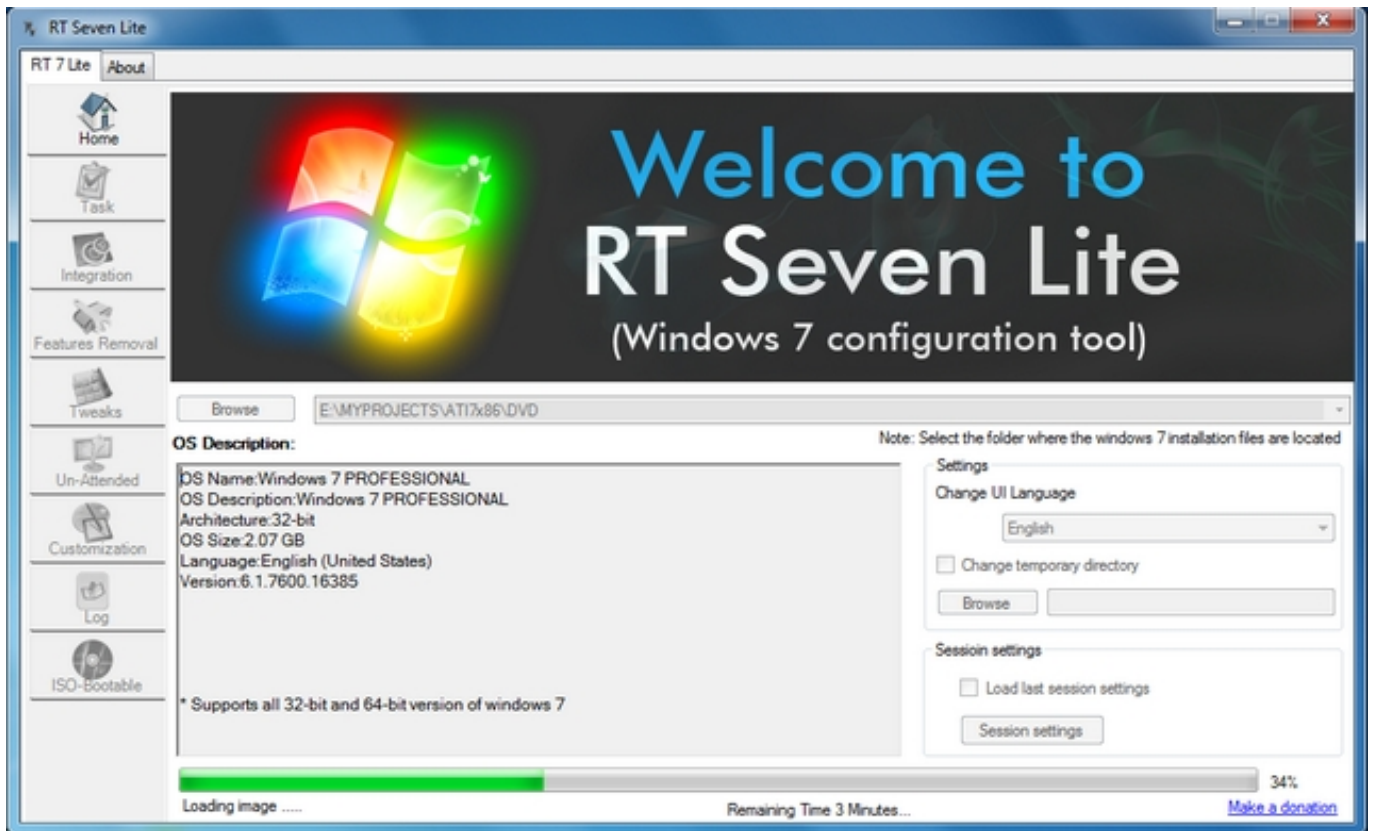 RT Seven Lite
RT 7 Lite About
Home
Task
Integration
Features Removal
Tweaks
Un-Attended
Customization
Log
ISO-Bootable
Welcome to
RT Seven Lite
(Windows 7 configuration tool)
Browse E:\MYPROJECTS\ATI7x86\DVD
Note: Select the folder where the windows 7 installation files are located
OS Description:
OS Name:Windows 7 PROFESSIONAL
OS Description:Windows 7 PROFESSIONAL
Architecture:32-bit
OS Size:2.07 GB
Language:English (United States)
Version:6.1.7600.16385
* Supports all 32-bit and 64-bit version of windows 7
Settings
Change UI Language
English
Change temporary directory
Browse
Sessioin settings
Load last session settings
Session settings
34%
Loading image ..... Remaining Time 3 Minutes... Make a donation